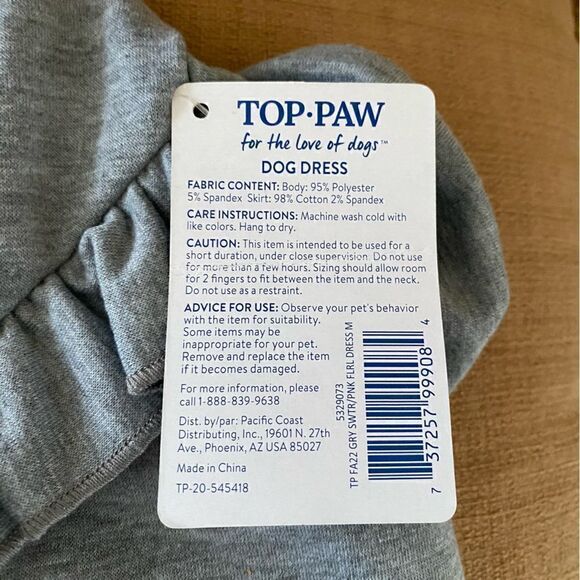 TOP•PAW
for the love of dogs™
DOG DRESS
FABRIC CONTENT: Body: 95% Polyester
5% Spandex Skirt: 98% Cotton 2% Spandex
CARE INSTRUCTIONS: Machine wash cold with
like colors. Hang to dry.
CAUTION: This item is intended to be used for a
short duration, under close supervision. Do not use
for more than a few hours. Sizing should allow room
for 2 fingers to fit between the item and the neck.
Do not use as a restraint.
ADVICE FOR USE: Observe your pet's behavior
with the item for suitability.
Some items may be
inappropriate for your pet.
Remove and replace the item
if it becomes damaged.
For more information, please
call 1-888-839-9638
Dist. by/par: Pacific Coast
Distributing, Inc., 19601 N. 27th
Ave., Phoenix, AZ USA 85027
Made in China
TP-20-545418
5329073
TP FA22 GRY SWTR/PNK FLRL DRESS M
7 37257 99908 4